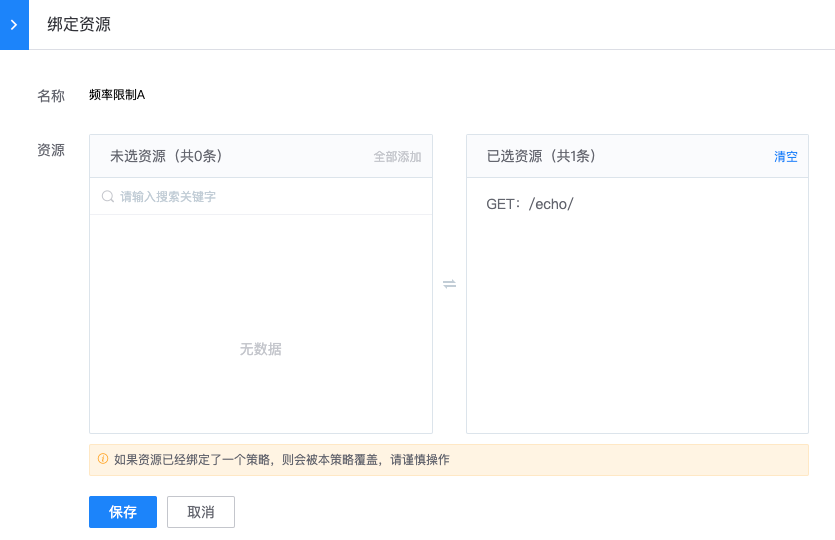 绑定资源
名称 频率限制A
资源
未选资源（共0条） 全部添加
请输入搜索关键字
无数据
已选资源（共1条） 清空
GET：/echo/
如果资源已经绑定了一个策略，则会被本策略覆盖，请谨慎操作
保存 取消